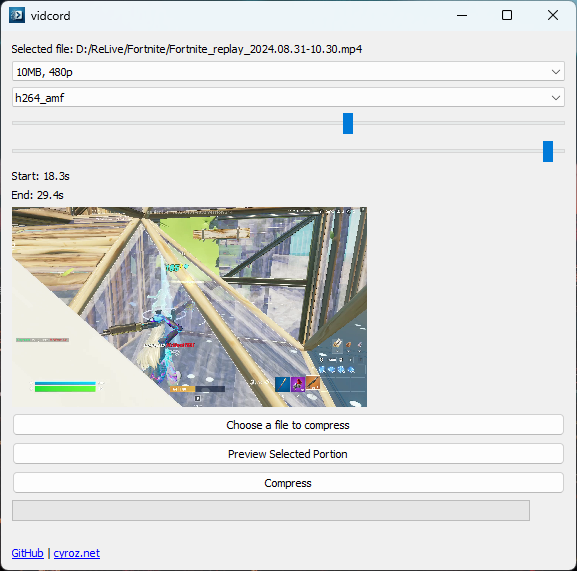 vidcord
Selected file: D:/ReLive/Fortnite/Fortnite_replay_2024.08.31-10.30.mp4
10MB, 480p
h264_amf
Start: 18.3s
End: 29.4s
Choose a file to compress
Preview Selected Portion
Compress
GitHub | cyroz.net